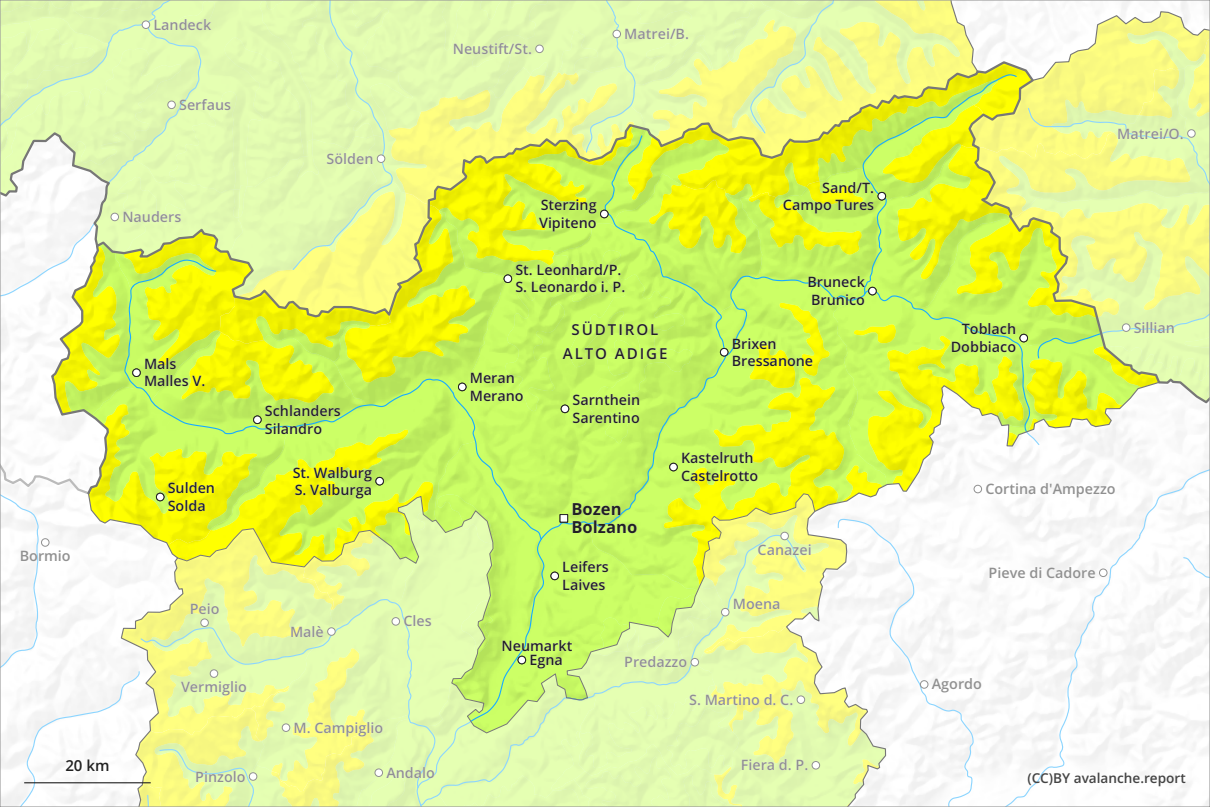 Landeck
Matrei/B.
Neustift/St.
Serfaus
Matrei/O.
Sölden
Sand/T.
Campo Tures
Sterzing
Vipiteno
Nauders
St. Leonhard/P.
S. Leonardo i. P.
Bruneck
Brunico
SÜDTIROL
ALTO ADIGE
Toblach
Dobbiaco
Sillian
Brixen
Bressanone
Mals
Malles V.
Meran
Merano
Sarnthein
Sarentino
Schlanders
Silandro
Kastelruth
Castelrotto
St. Walburg
S. Valburga
Sulden
Solda
Cortina d'Ampezzo
Bozen
Bolzano
Bormio
Canazei
Leifers
Laives
Pieve di Cadore
Peio
Moena
Malè
Cles
Neumarkt
Egna
Predazzo
Vermiglio
Agordo
S. Martino d. C.
M. Campiglio
20 km
Pinzolo
Andalo
Fiera d. P.
(CC)BY avalanche.report